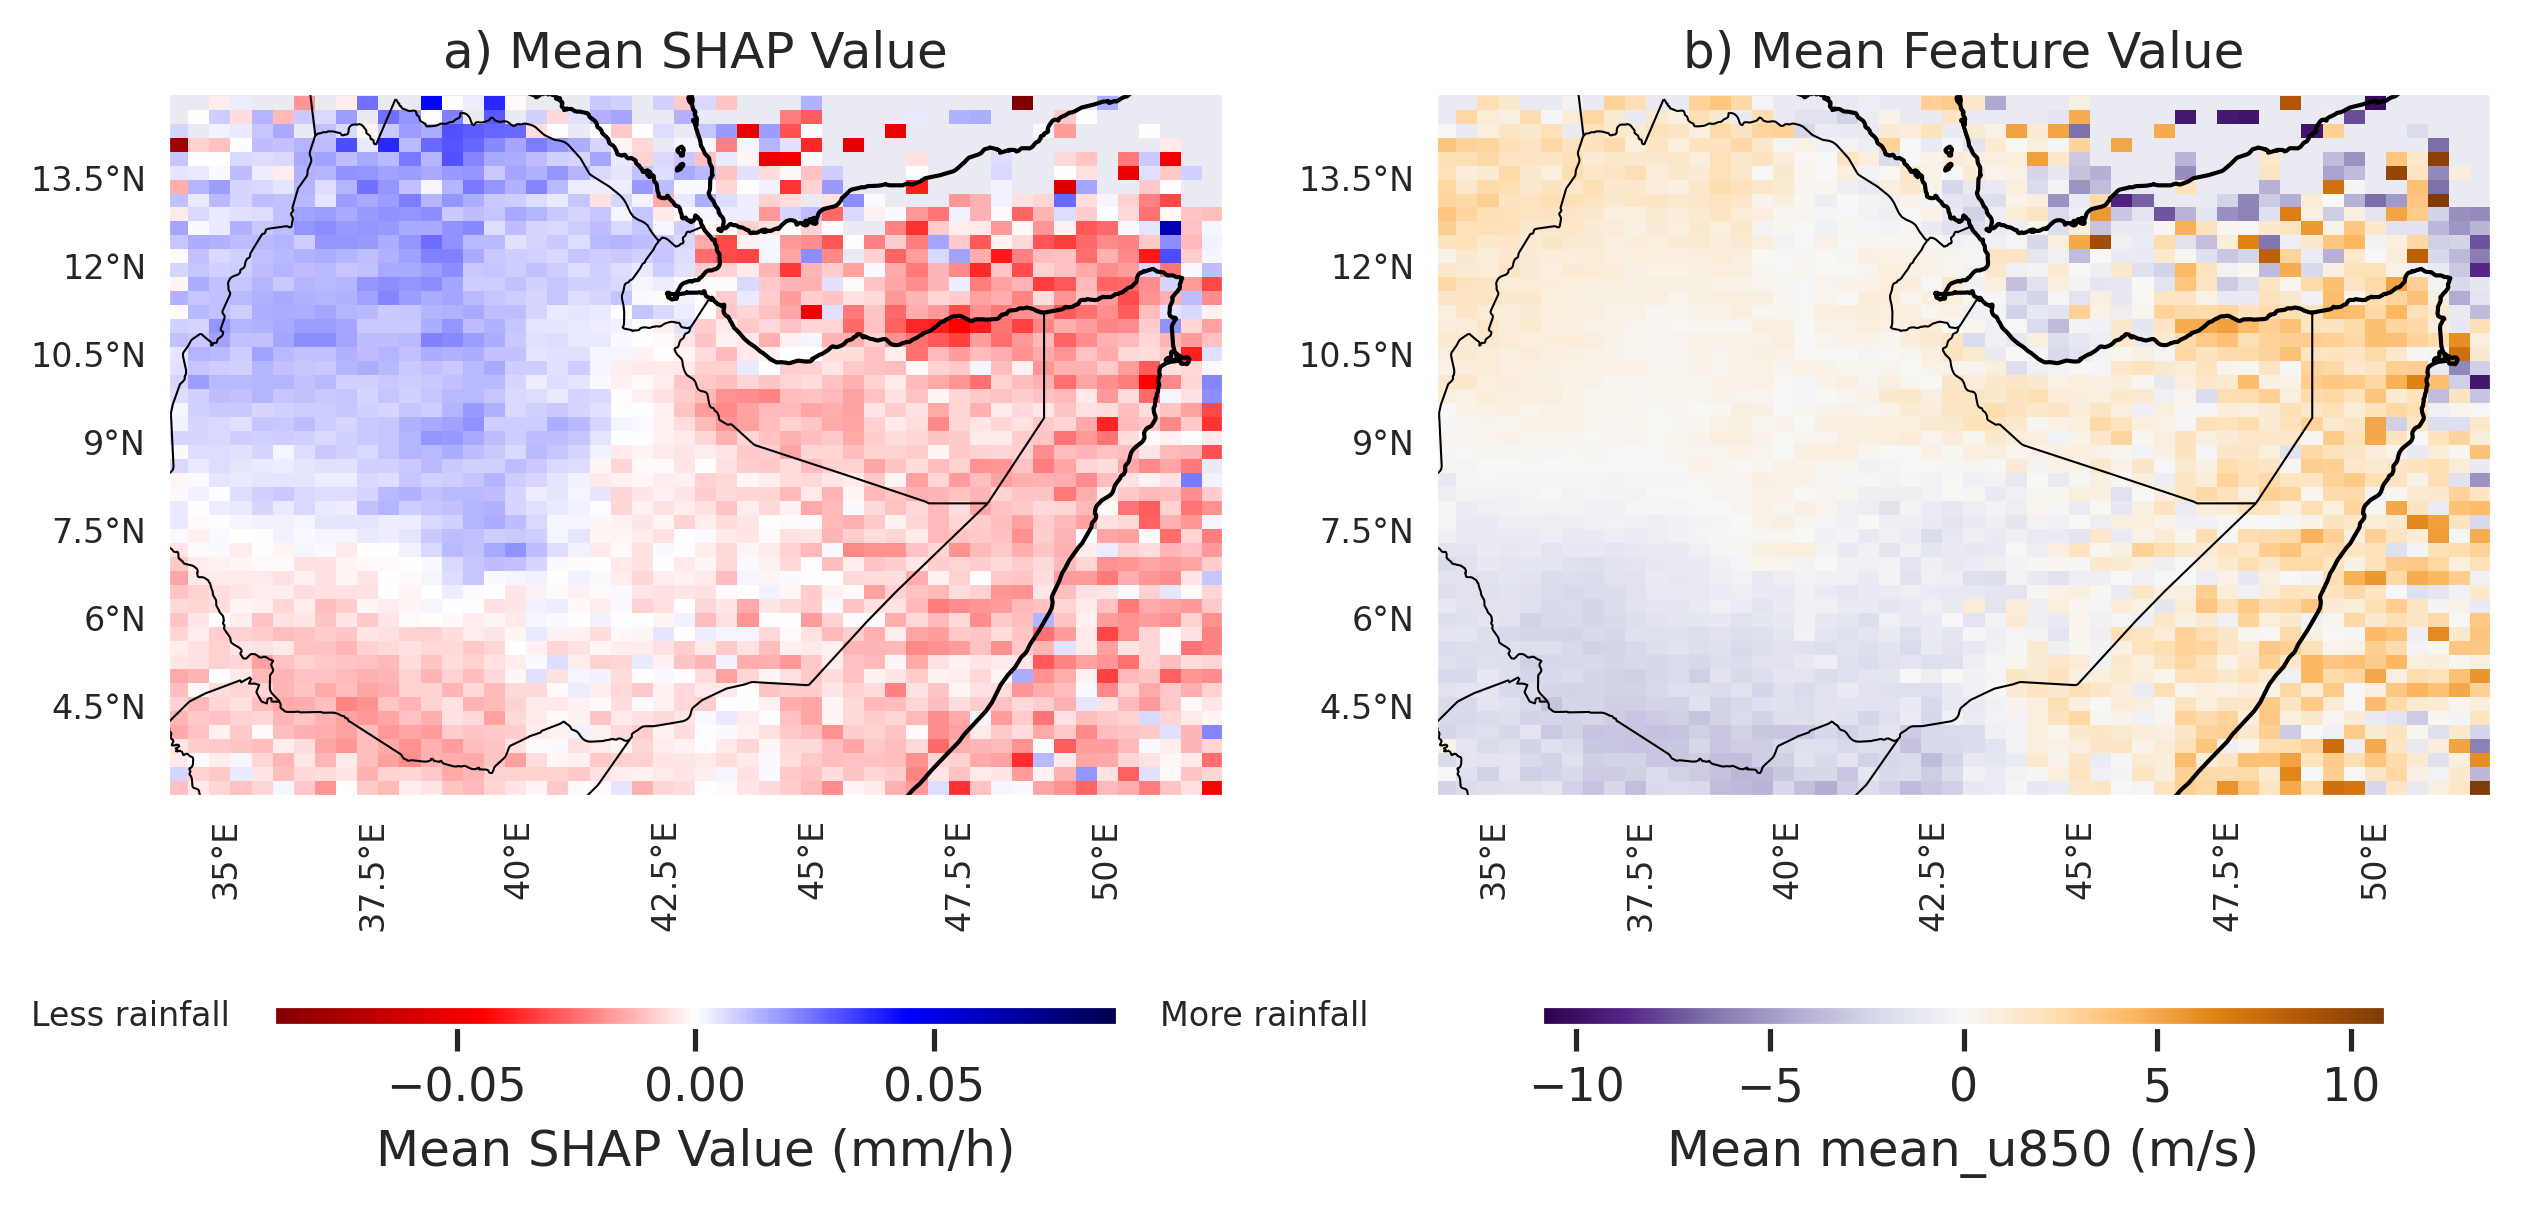 a) Mean SHAP Value
b) Mean Feature Value
13.5°N
12°N
10.5°N
9°N
7.5°N
6°N
4.5°N
35°E
37.5°E
40°E
42.5°E
45°E
47.5°E
50°E
13.5°N
12°N
10.5°N
9°N
7.5°N
6°N
4.5°N
35°E
37.5°E
40°E
42.5°E
45°E
47.5°E
50°E
Less rainfall
More rainfall
−0.05 0.00 0.05
Mean SHAP Value (mm/h)
−10 −5 0 5 10
Mean mean_u850 (m/s)